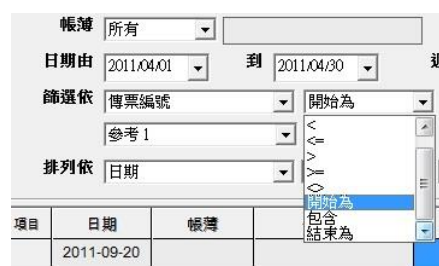 帳薄 所有
日期由 2011/04/01 到 2011/04/30
篩選依 傳票編號 開始為
參考1
<
<=
>
>=
<>
開始為
包含
結束為
排列依 日期
項目 日期 帳薄
2011-09-20